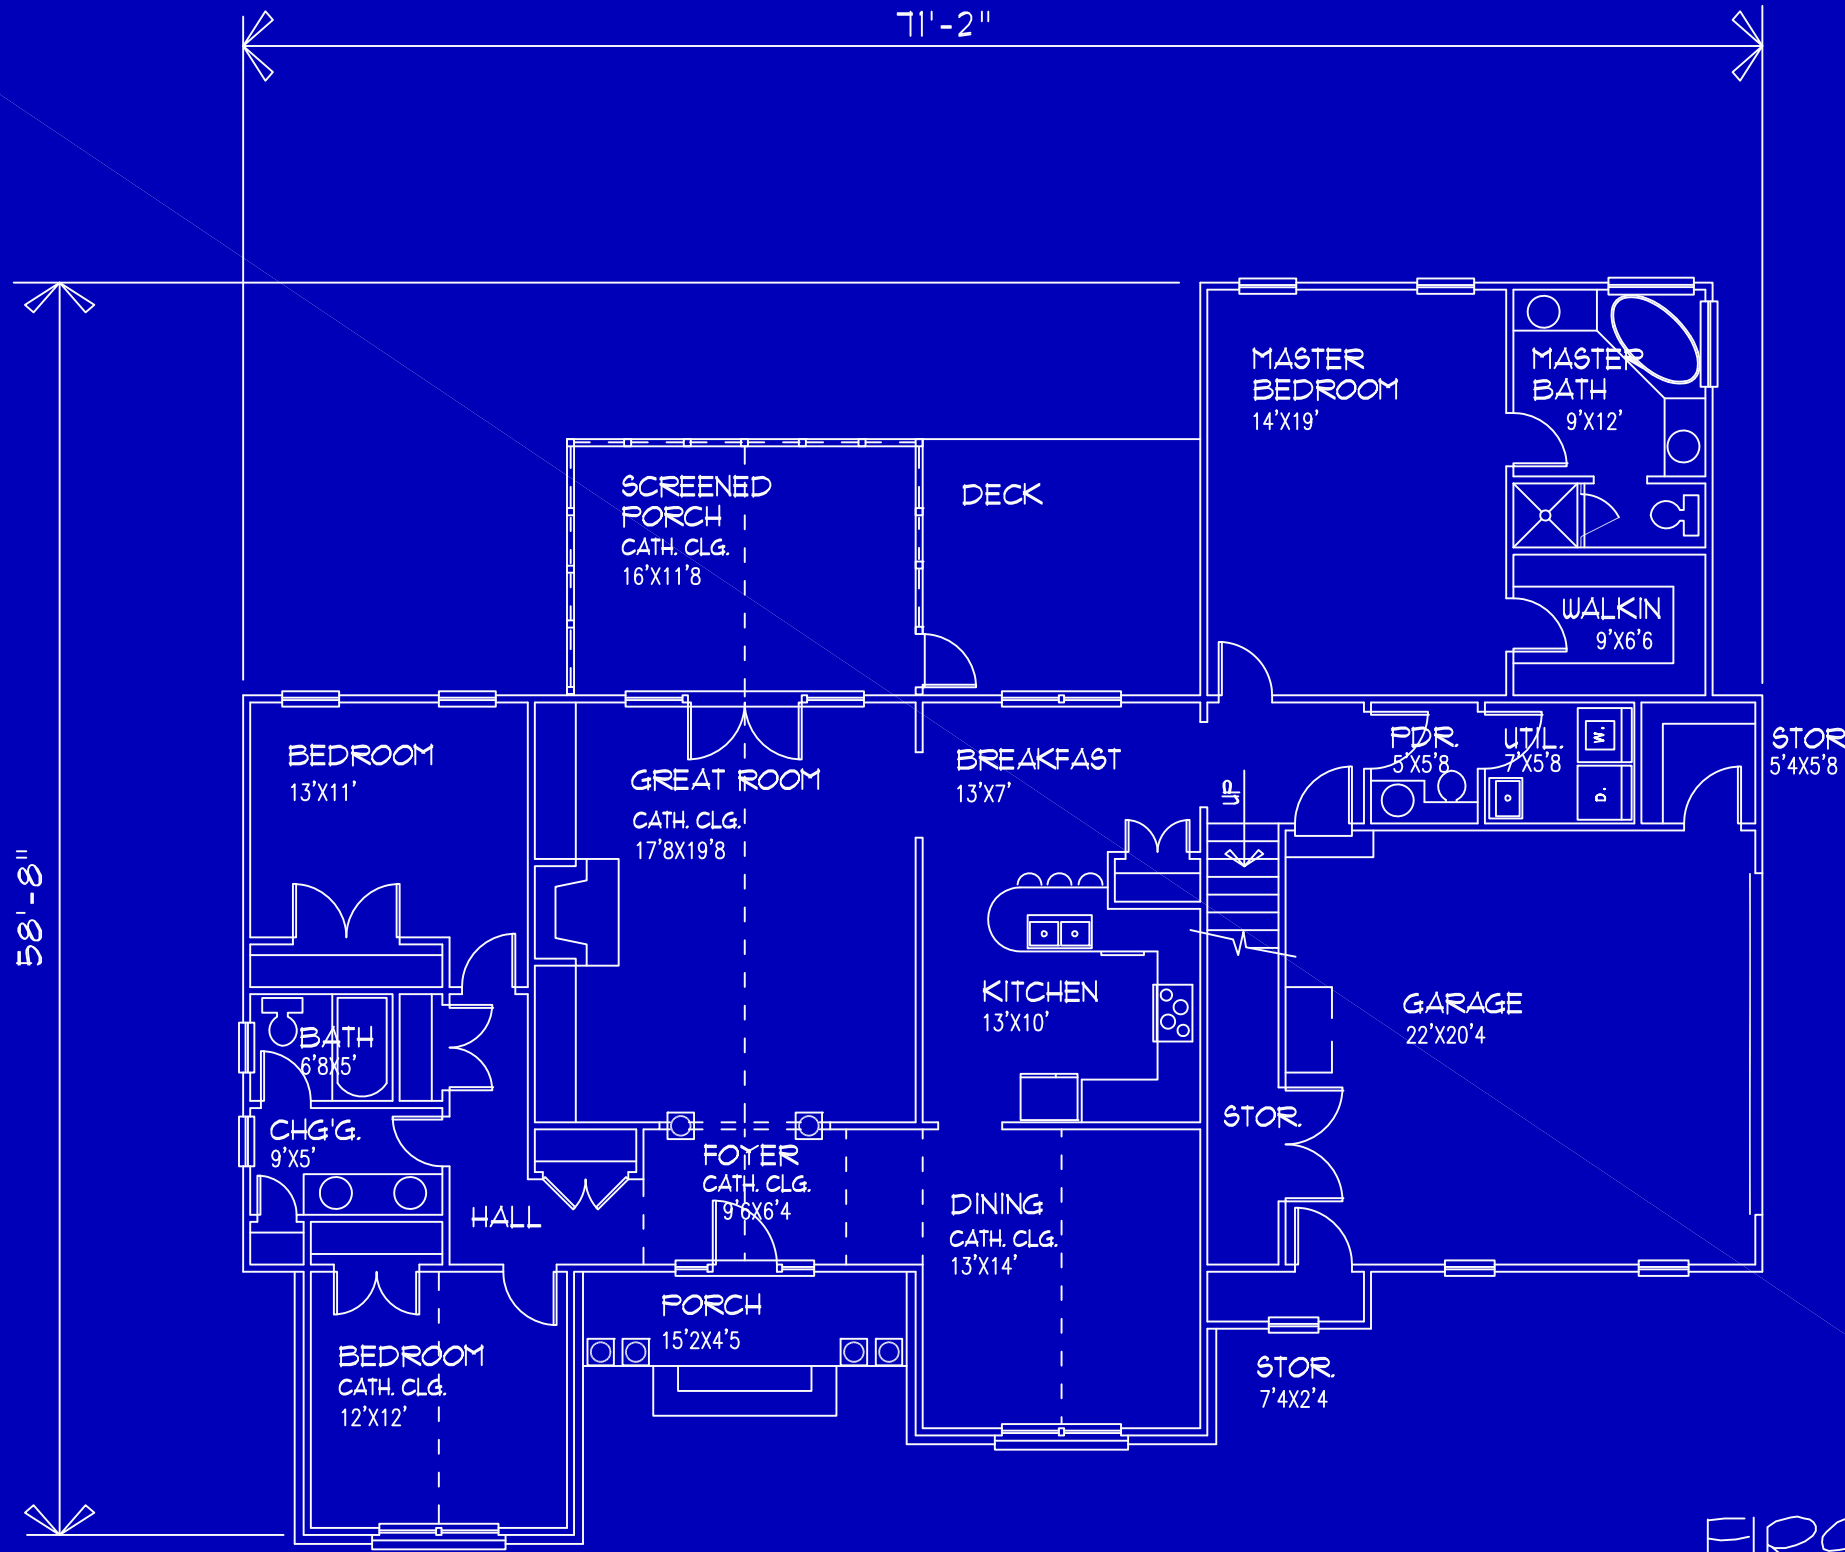 71'-2"
58'-8"
MASTER
BEDROOM
14'X19'
MASTER
BATH
9'X12'
SCREENED
PORCH
CATH. CLG.
16'X11'8
DECK
WALKIN
9'X6'6
BEDROOM
13'X11'
GREAT ROOM
CATH. CLG.
17'8X19'8
BREAKFAST
13'X7'
UP
PDR.
5'X5'8
UTIL.
7'X5'8
W.
D.
STOR
5'4X5'8
KITCHEN
13'X10'
GARAGE
22'X20'4
BATH
6'8X5'
CHG'G.
9'X5'
HALL
FOYER
CATH. CLG.
9'6X6'4
STOR.
DINING
CATH. CLG.
13'X14'
PORCH
15'2X4'5
BEDROOM
CATH. CLG.
12'X12'
STOR.
7'4X2'4